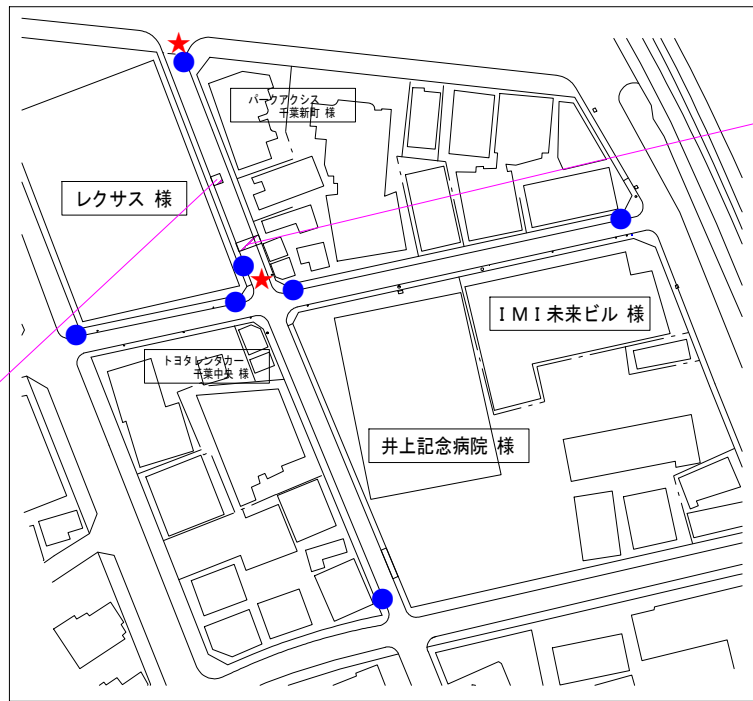 パークアクシス
千葉新町 様
レクサス 様
ＩＭＩ未来ビル 様
トヨタレンタカー
千葉中央 様
井上記念病院 様